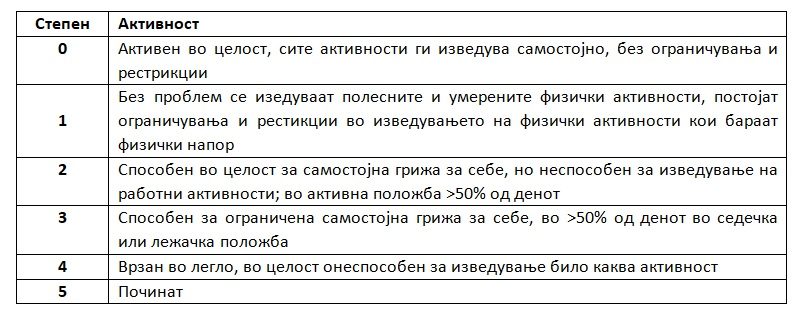 Степен Активност
0 Активен во целост, сите активности ги изведува самостојно, без ограничувања и
рестрикции
Без проблем се изедуваат полесните и умерените физички активности, постојат
1 ограничувања и рестикции во изведувањето на физички активности кои бараат
физички напор
2 Способен во целост за самостојна грижа за себе, но неспособен за изведување на
работни активности; во активна положба >50% од денот
3 Способен за ограничена самостојна грижа за себе, во >50% од денот во седечка
или лежачка положба
4 Врзан во легло, во целост онеспособен за изведување било каква активност
5 Починат